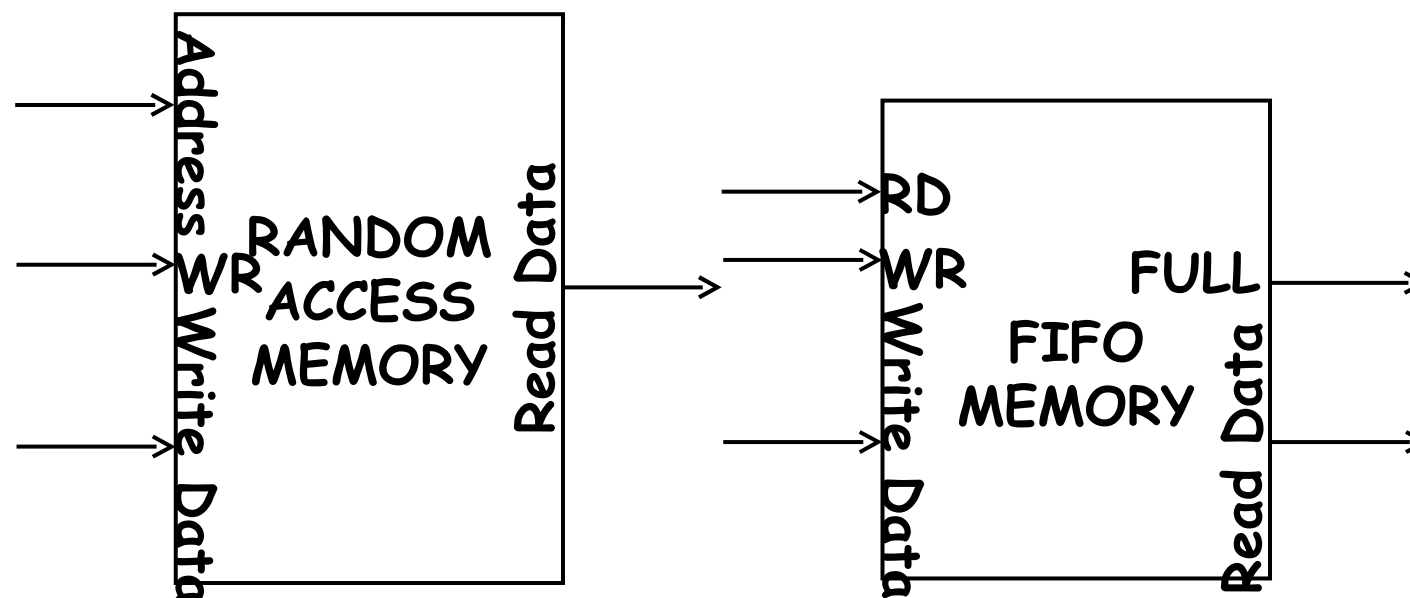 Address
WR
Write Data
RANDOM
ACCESS
MEMORY
Read Data
RD
WR
Write Data
FULL
FIFO
MEMORY
Read Data